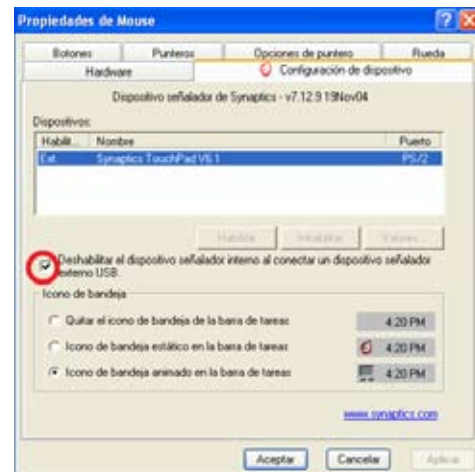 Propiedades de Mouse
Botones Punteros Opciones de puntero Rueda
Hardware Configuración de dispositivo
Dispositivo señalador de Synaptics - v7.12.9 19Nov04
Dispositivos:
Habilit... Nombre Puerto
Ext. Synaptics TouchPad V6.1 PS/2
Habilitar Inhabilitar Valores...
Deshabilitar el dispositivo señalador interno al conectar un dispositivo señalador
externo USB.
Icono de bandeja
Quitar el icono de bandeja de la barra de tareas 4:20 PM
Icono de bandeja estático en la barra de tareas 4:20 PM
Icono de bandeja animado en la barra de tareas 4:20 PM
www.synaptics.com
Aceptar Cancelar Aplicar